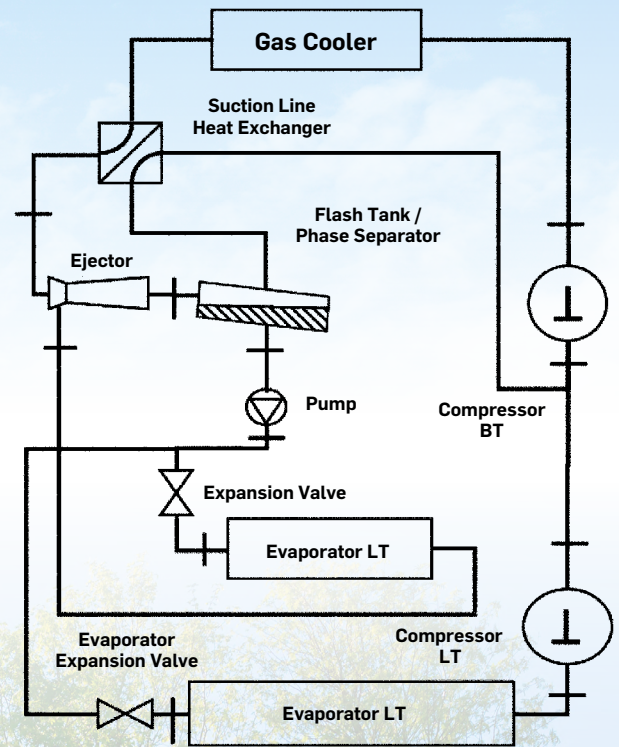 Gas Cooler
Suction Line
Heat Exchanger
Flash Tank /
Phase Separator
Ejector
Pump
Compressor
BT
Expansion Valve
Evaporator LT
Compressor
LT
Evaporator
Expansion Valve
Evaporator LT